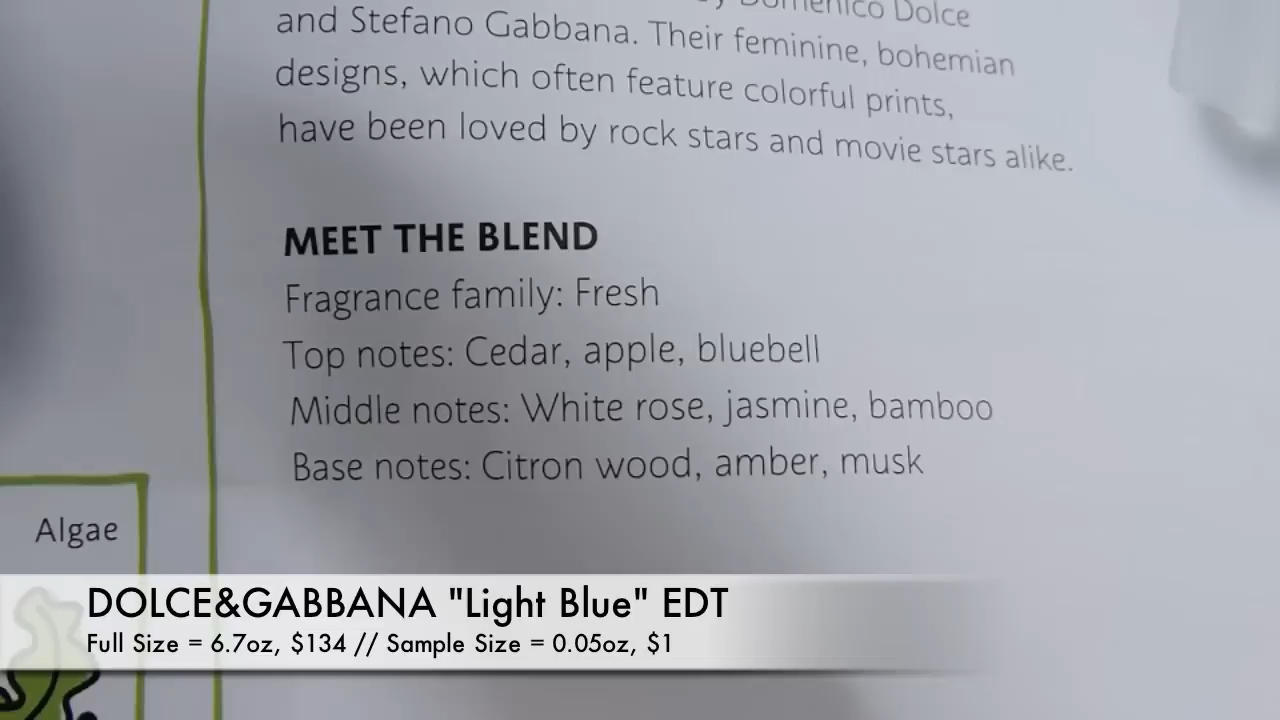 Domenico Dolce
and Stefano Gabbana. Their feminine, bohemian
designs, which often feature colorful prints,
have been loved by rock stars and movie stars alike.
MEET THE BLEND
Fragrance family: Fresh
Top notes: Cedar, apple, bluebell
Middle notes: White rose, jasmine, bamboo
Base notes: Citron wood, amber, musk
Algae
DOLCE&GABBANA "Light Blue" EDT
Full Size = 6.7oz, $134 // Sample Size = 0.05oz, $1